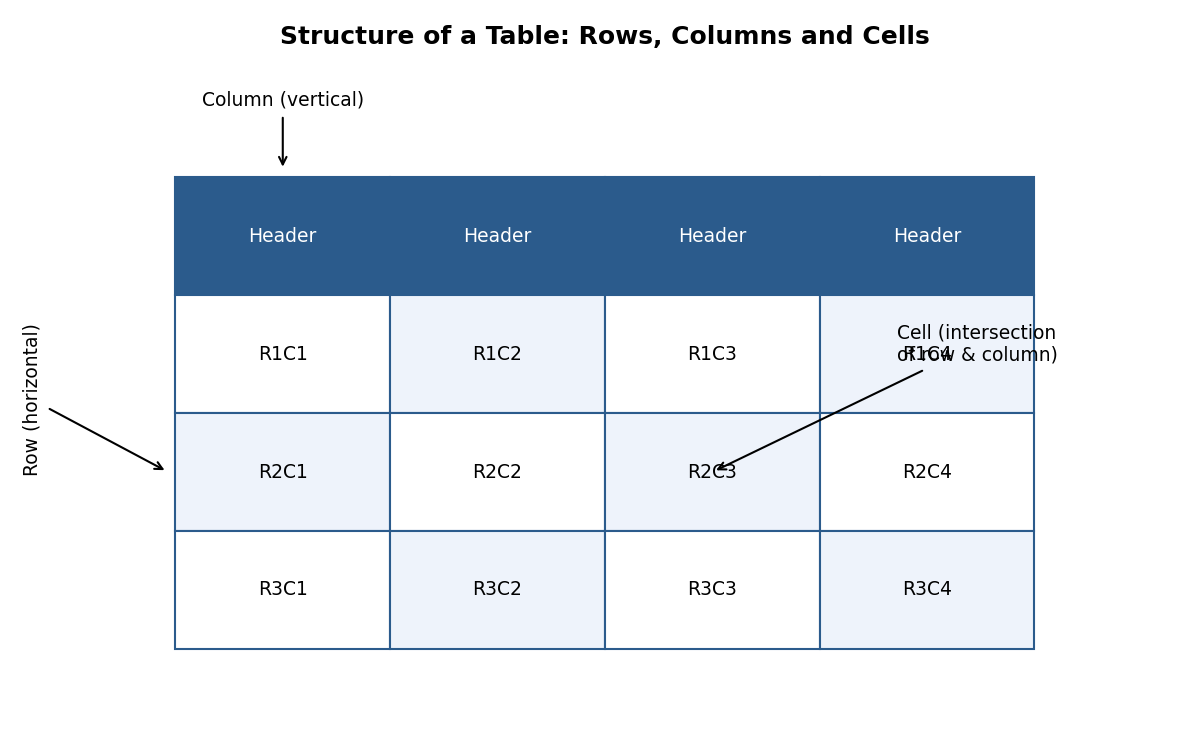 Structure of a Table: Rows, Columns and Cells
Column (vertical)
Header Header Header Header
Row (horizontal)
Cell (intersection
of row & column)
R1C1 R1C2 R1C3 R1C4
R2C1 R2C2 R2C3 R2C4
R3C1 R3C2 R3C3 R3C4